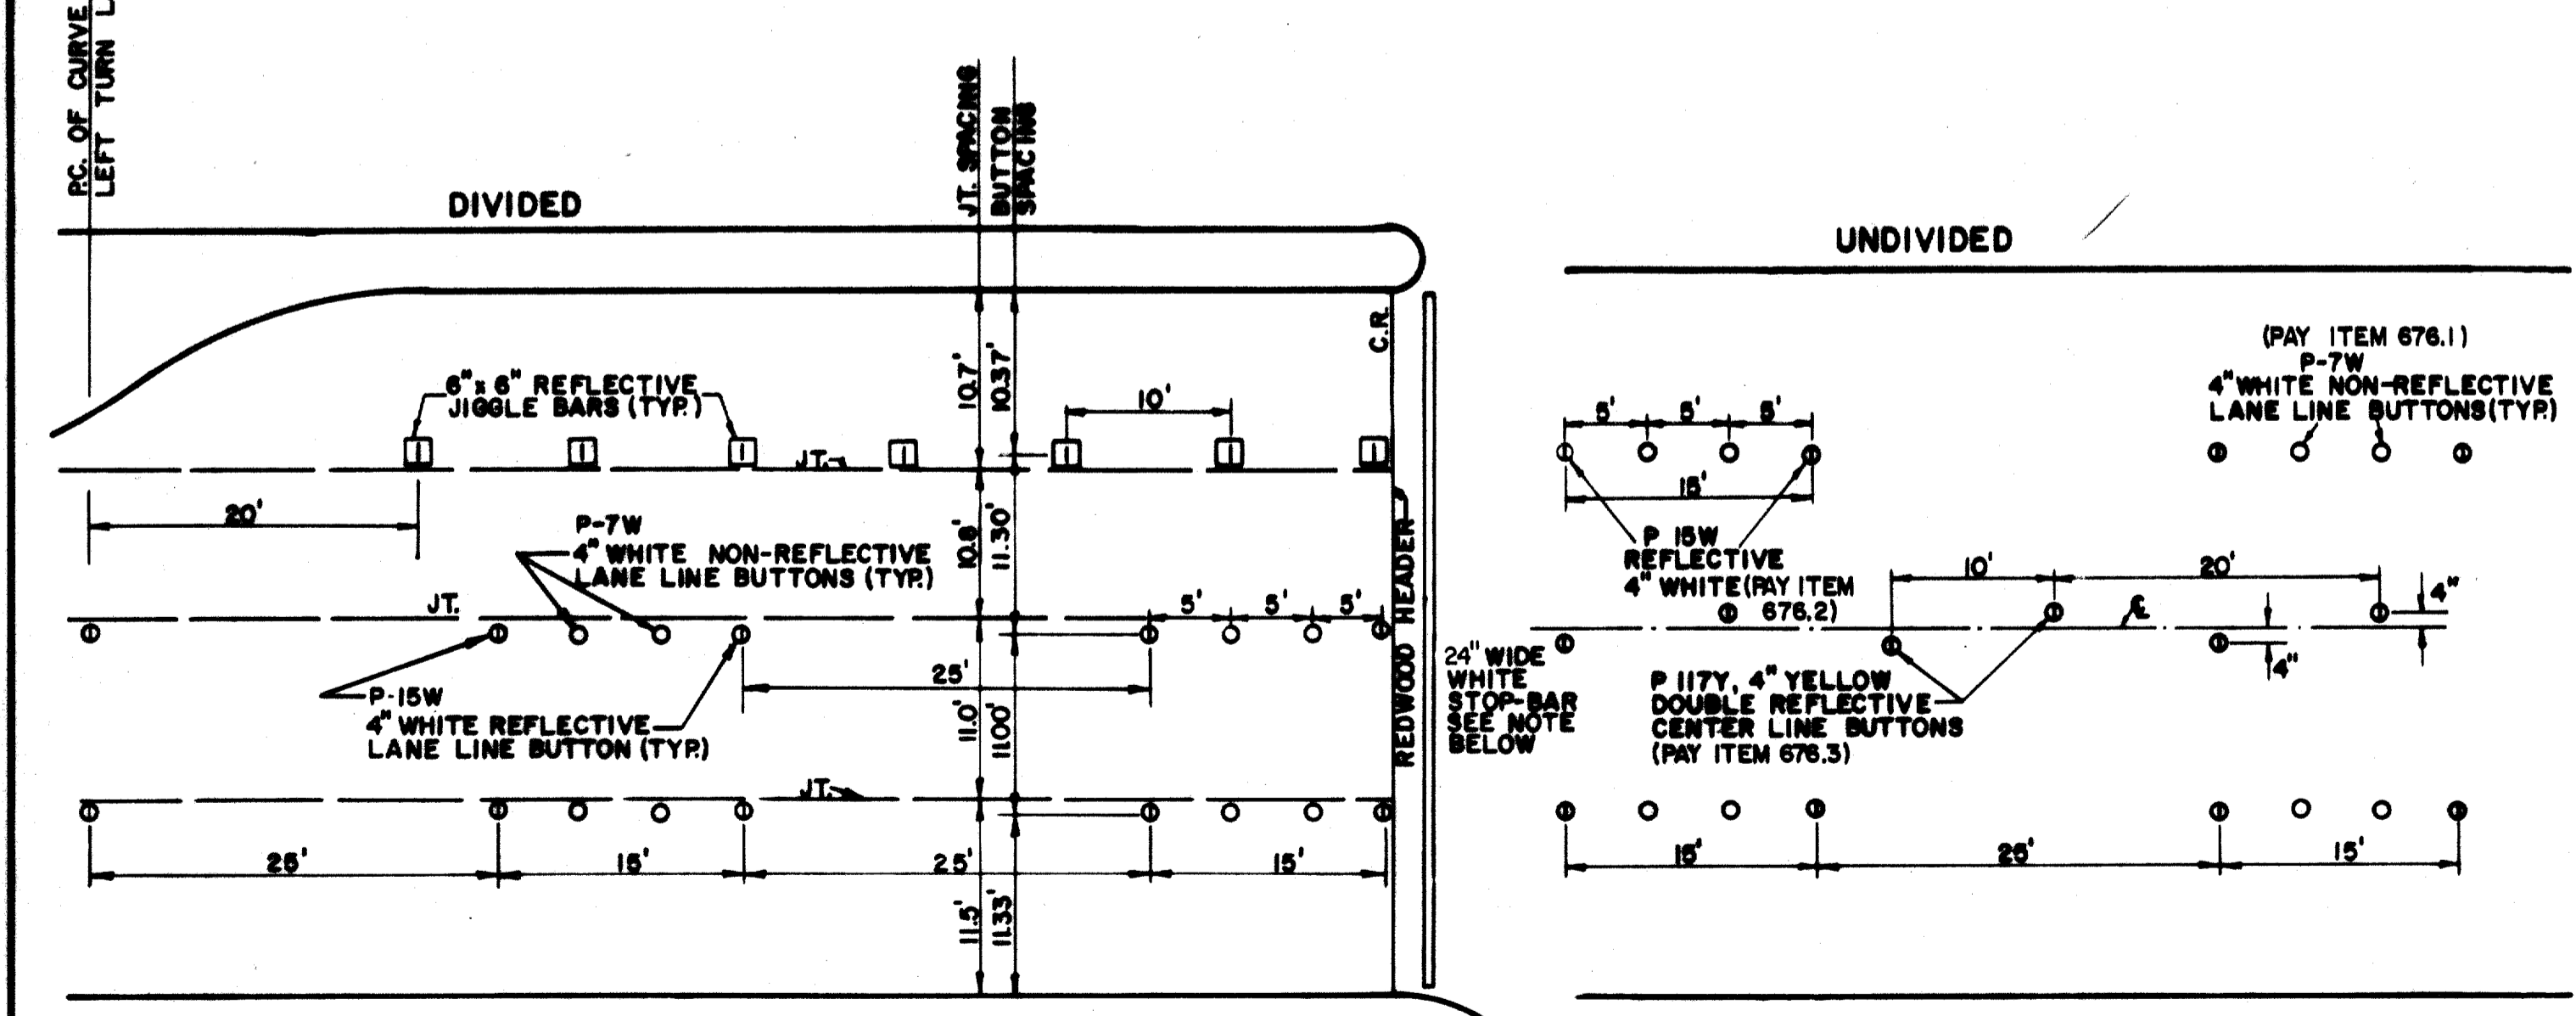 P.C. OF CURVE
LEFT TURN L
DIVIDED
JT. SPACING
BUTTON
SPACING
UNDIVIDED
6" x 6" REFLECTIVE
JIGGLE BARS (TYP.)
10.7'
10.37'
10'
C.R.
JT.
20'
P-7W
4" WHITE NON-REFLECTIVE
LANE LINE BUTTONS (TYP.)
10.8'
11.30'
JT.
5'
5'
5'
25'
P-15W
4" WHITE REFLECTIVE
LANE LINE BUTTON (TYP.)
11.0'
11.00'
JT.
25'
15'
25'
15'
11.5'
11.33'
REDWOOD HEADER
24" WIDE
WHITE
STOP-BAR
SEE NOTE
BELOW
(PAY ITEM 676.1)
P-7W
4" WHITE NON-REFLECTIVE
LANE LINE BUTTONS (TYP.)
5'
5'
5'
15'
P 15W
REFLECTIVE
4" WHITE (PAY ITEM
676.2)
10'
20'
4"
℄
4"
P 117Y, 4" YELLOW
DOUBLE REFLECTIVE
CENTER LINE BUTTONS
(PAY ITEM 676.3)
15'
25'
15'